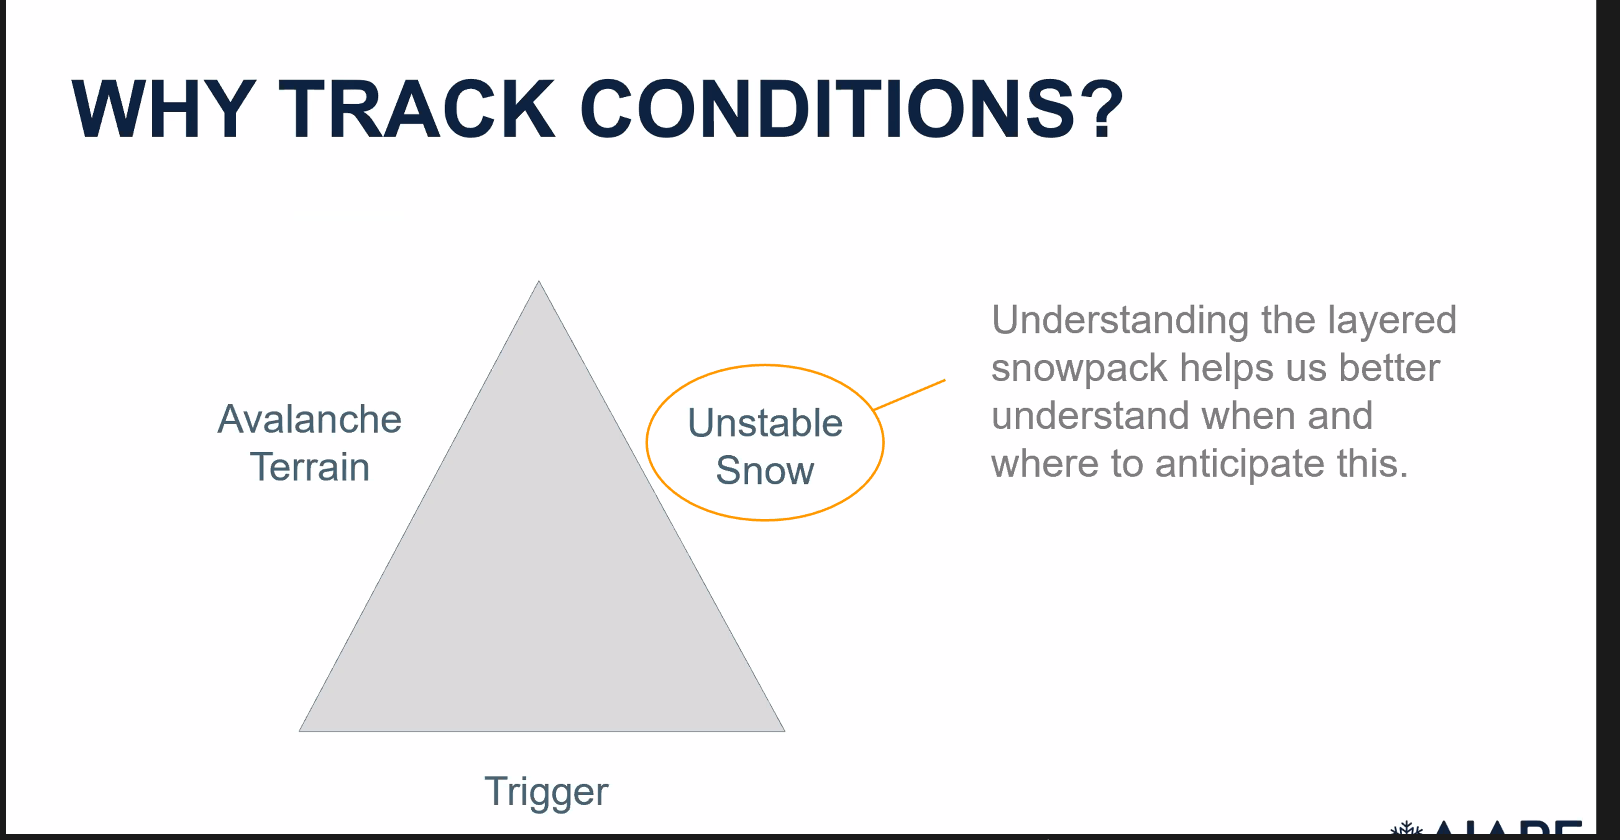 WHY TRACK CONDITIONS?
Avalanche
Terrain
Unstable
Snow
Understanding the layered
snowpack helps us better
understand when and
where to anticipate this.
Trigger